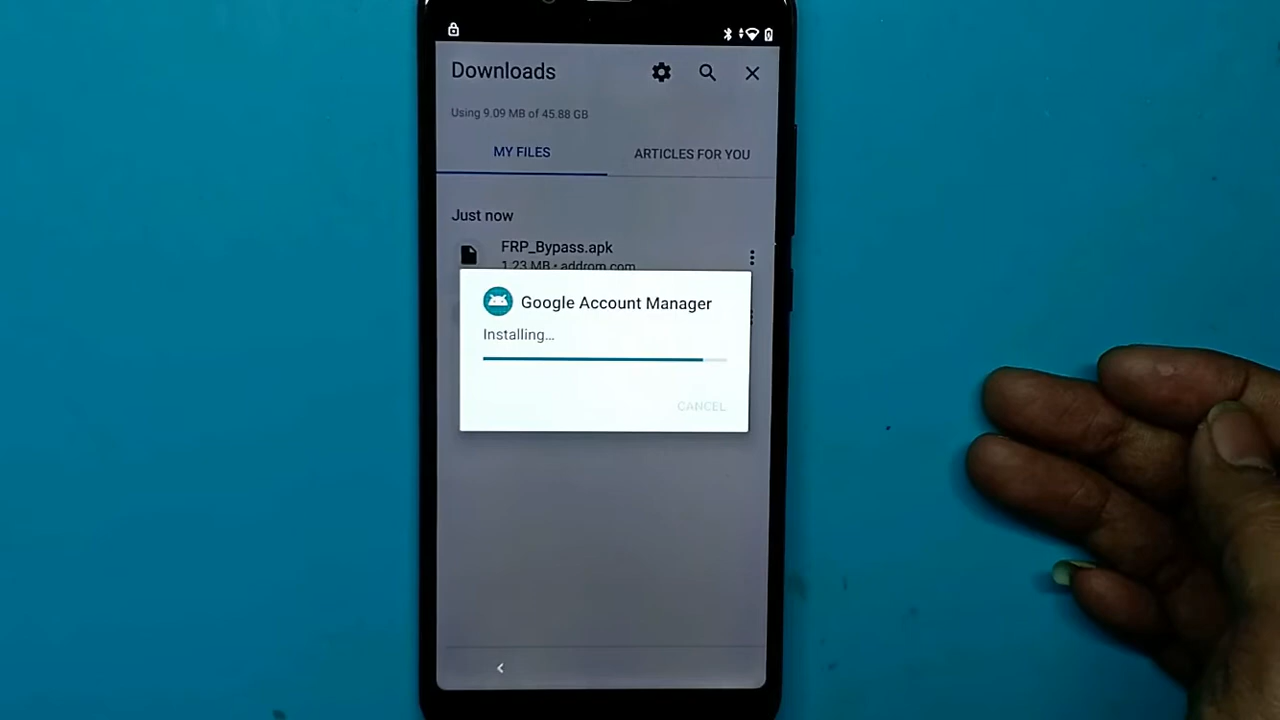 Downloads
Using 9.09 MB of 45.88 GB
MY FILES
ARTICLES FOR YOU
Just now
FRP_Bypass.apk
1.23 MB • addrom.com
Google Account Manager
Installing...
CANCEL